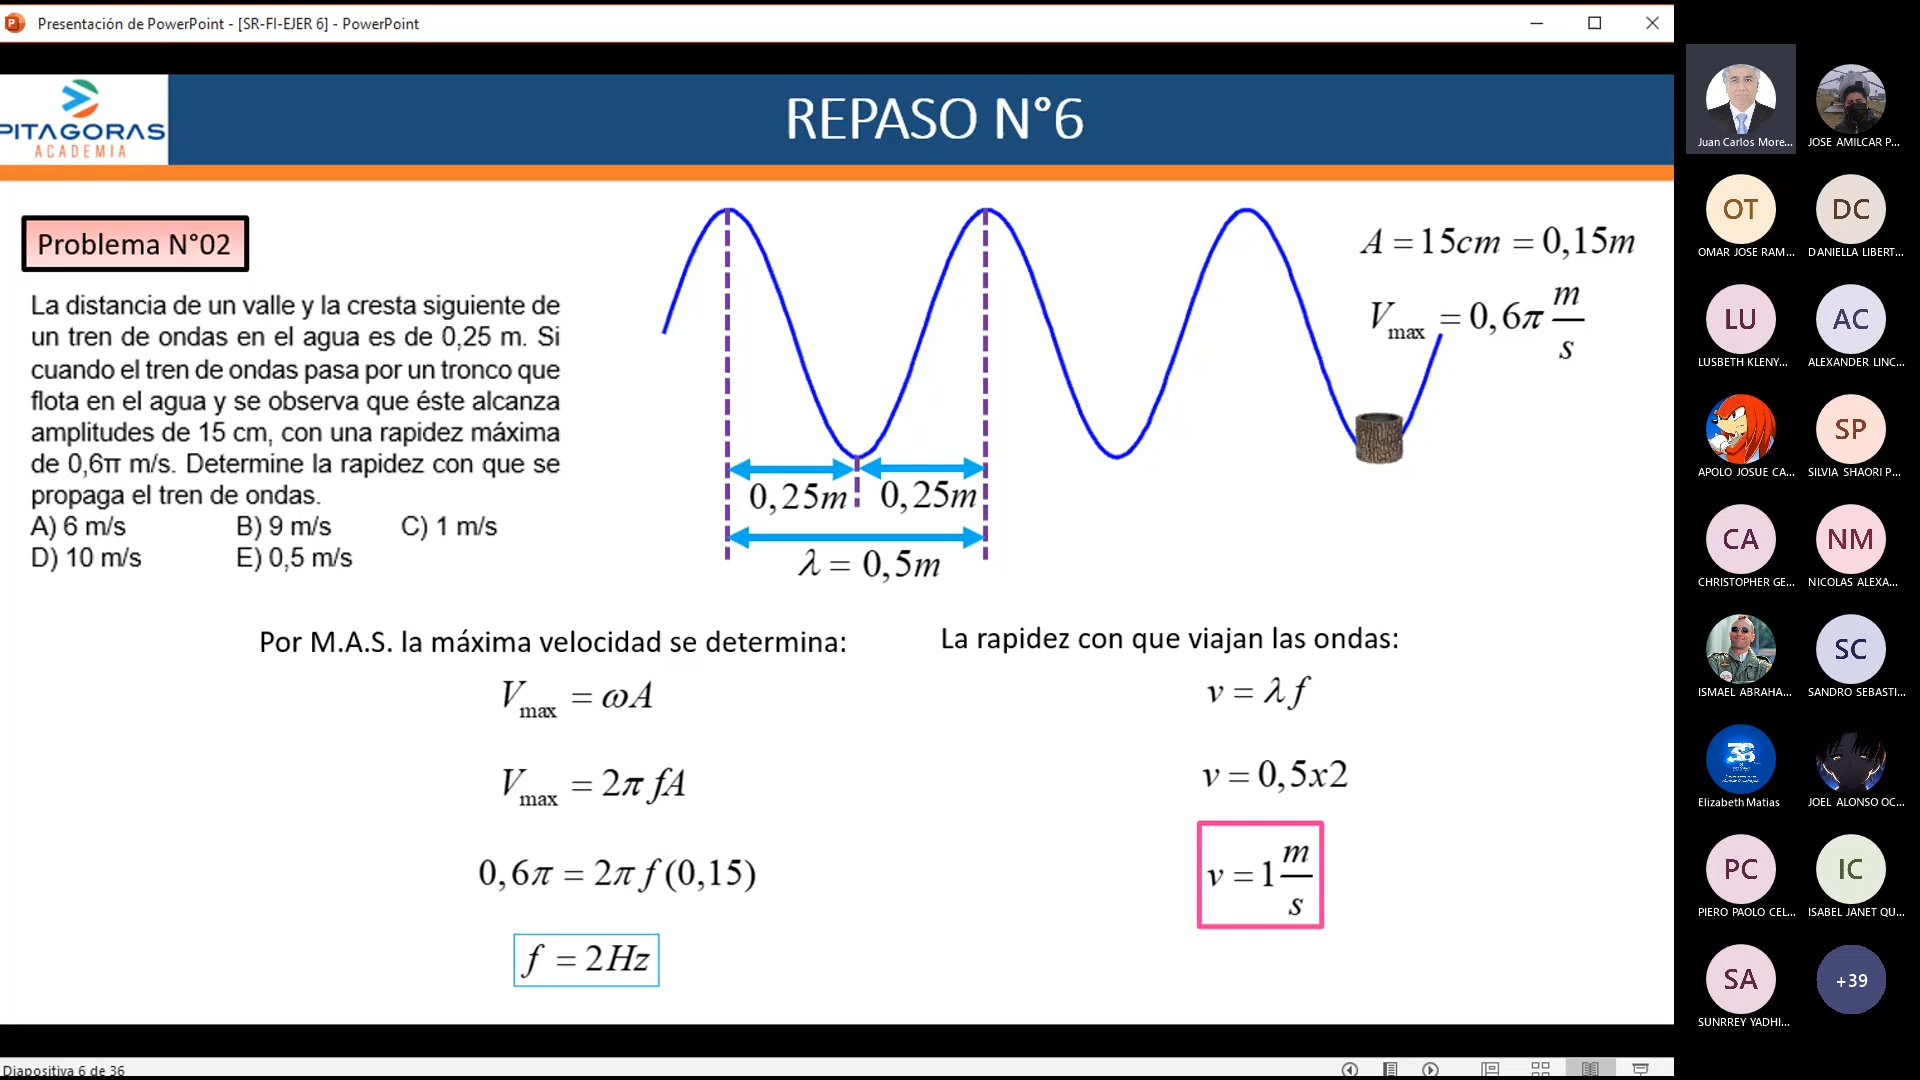 Presentación de PowerPoint - [SR-FI-EJER 6] - PowerPoint
PITAGORAS
ACADEMIA
REPASO N°6
Problema N°02
La distancia de un valle y la cresta siguiente de
un tren de ondas en el agua es de 0,25 m. Si
cuando el tren de ondas pasa por un tronco que
flota en el agua y se observa que éste alcanza
amplitudes de 15 cm, con una rapidez máxima
de 0,6π m/s. Determine la rapidez con que se
propaga el tren de ondas.
A) 6 m/s B) 9 m/s C) 1 m/s
D) 10 m/s E) 0,5 m/s
A = 15cm = 0,15m
Vmax = 0,6π m/s
0,25m 0,25m
λ = 0,5m
Por M.A.S. la máxima velocidad se determina:
Vmax = ωA
Vmax = 2π fA
0,6π = 2π f (0,15)
f = 2Hz
La rapidez con que viajan las ondas:
v = λ f
v = 0,5x2
v = 1 m/s
Juan Carlos More... JOSE AMILCAR P...
OT DC
OMAR JOSE RAM... DANIELLA LIBERT...
LU AC
LUSBETH KLENY... ALEXANDER LINC...
SP
APOLO JOSUE CA... SILVIA SHAORI P...
CA NM
CHRISTOPHER GE... NICOLAS ALEXA...
SC
ISMAEL ABRAHA... SANDRO SEBASTI...
Elizabeth Matias JOEL ALONSO OC...
PC IC
PIERO PAOLO CEL... ISABEL JANET QU...
SA +39
SUNRREY YADHI...
Diapositiva 6 de 36